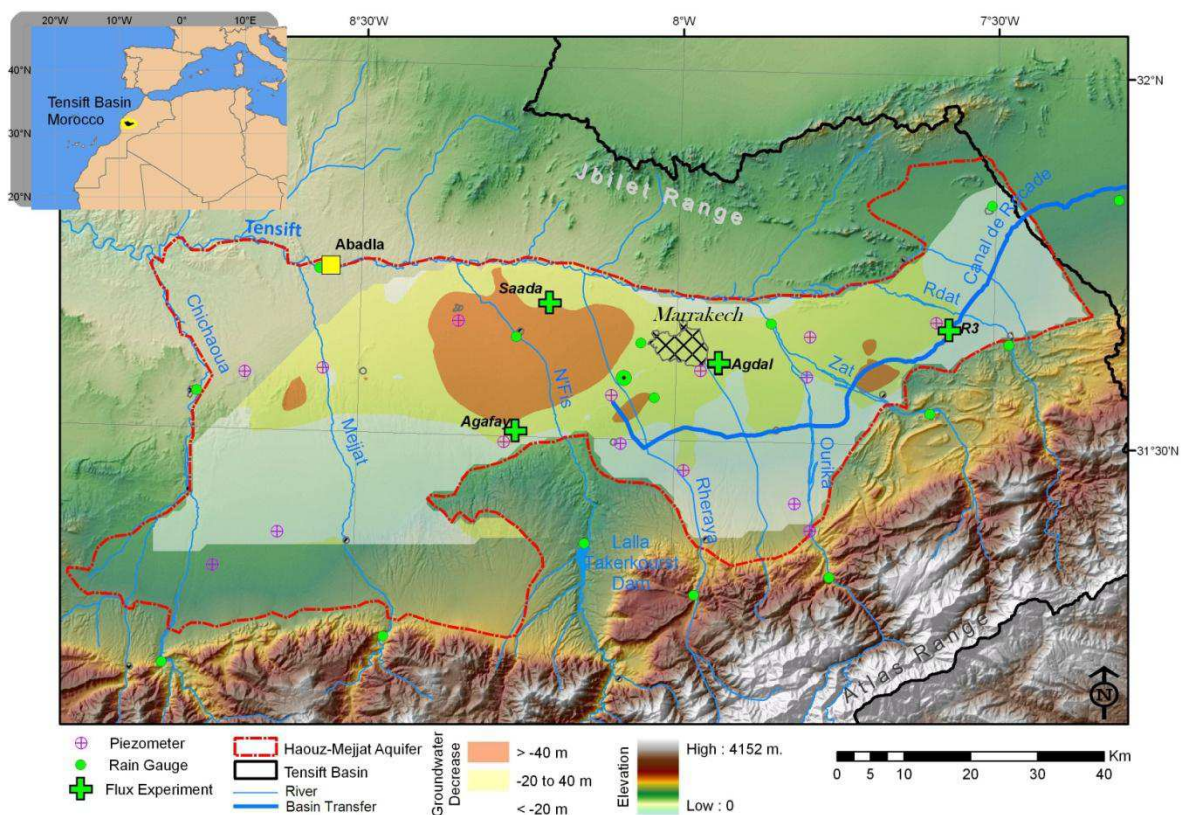 20°W
10°W
0°E
10°E
8°30'W
8°W
7°30'W
40°N
30°N
20°N
Tensift Basin
Morocco
32°N
31°30'N
Jbilet Range
Canal de Rocade
Tensift
Abadla
Saada
Marrakech
Rdat
R3
Chichaoua
Agdal
Zat
N'Fis
Agafay
Mejjat
Ourika
Rheraya
Lalla
Takerkoust
Dam
Atlas Range
N
Piezometer
Rain Gauge
Flux Experiment
Haouz-Mejjat Aquifer
Tensift Basin
River
Basin Transfer
Groundwater
Decrease
> -40 m
-20 to 40 m
< -20 m
Elevation
High : 4152 m.
Low : 0
Km
0 5 10 20 30 40